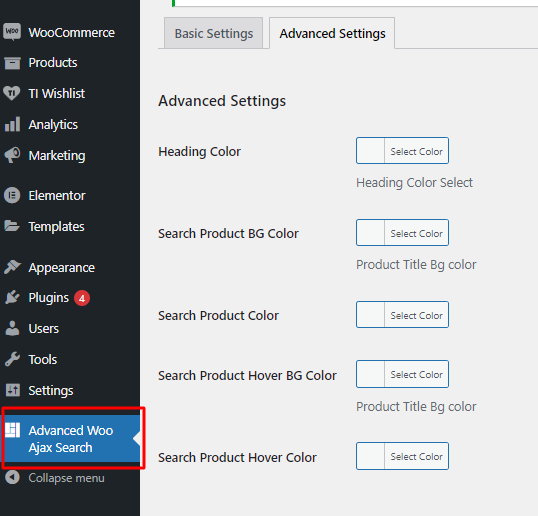 WooCommerce
Products
TI Wishlist
Analytics
Marketing
Elementor
Templates
Appearance
Plugins 4
Users
Tools
Settings
Advanced Woo
Ajax Search
Collapse menu
Basic Settings
Advanced Settings
Advanced Settings
Heading Color
Select Color
Heading Color Select
Search Product BG Color
Select Color
Product Title Bg color
Search Product Color
Select Color
Search Product Hover BG Color
Select Color
Product Title Bg color
Search Product Hover Color
Select Color